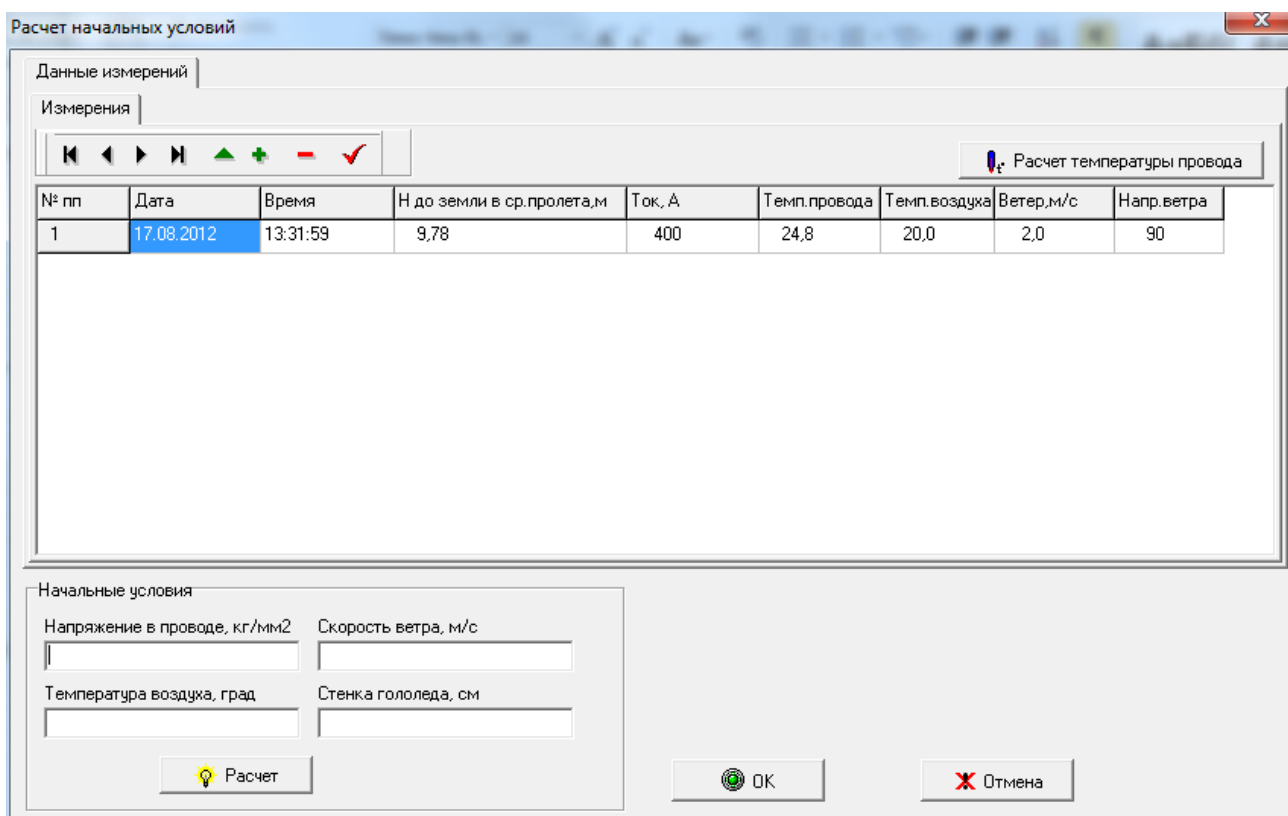 Расчет начальных условий
Данные измерений
Измерения
Расчет температуры провода
№ пп Дата Время Н до земли в ср.пролета,м Ток, А Темп.провода Темп.воздуха Ветер,м/с Напр.ветра
1 17.08.2012 13:31:59 9,78 400 24,8 20,0 2,0 90
Начальные условия
Напряжение в проводе, кг/мм2 Скорость ветра, м/с
Температура воздуха, град Стенка гололеда, см
Расчет
OK
Отмена